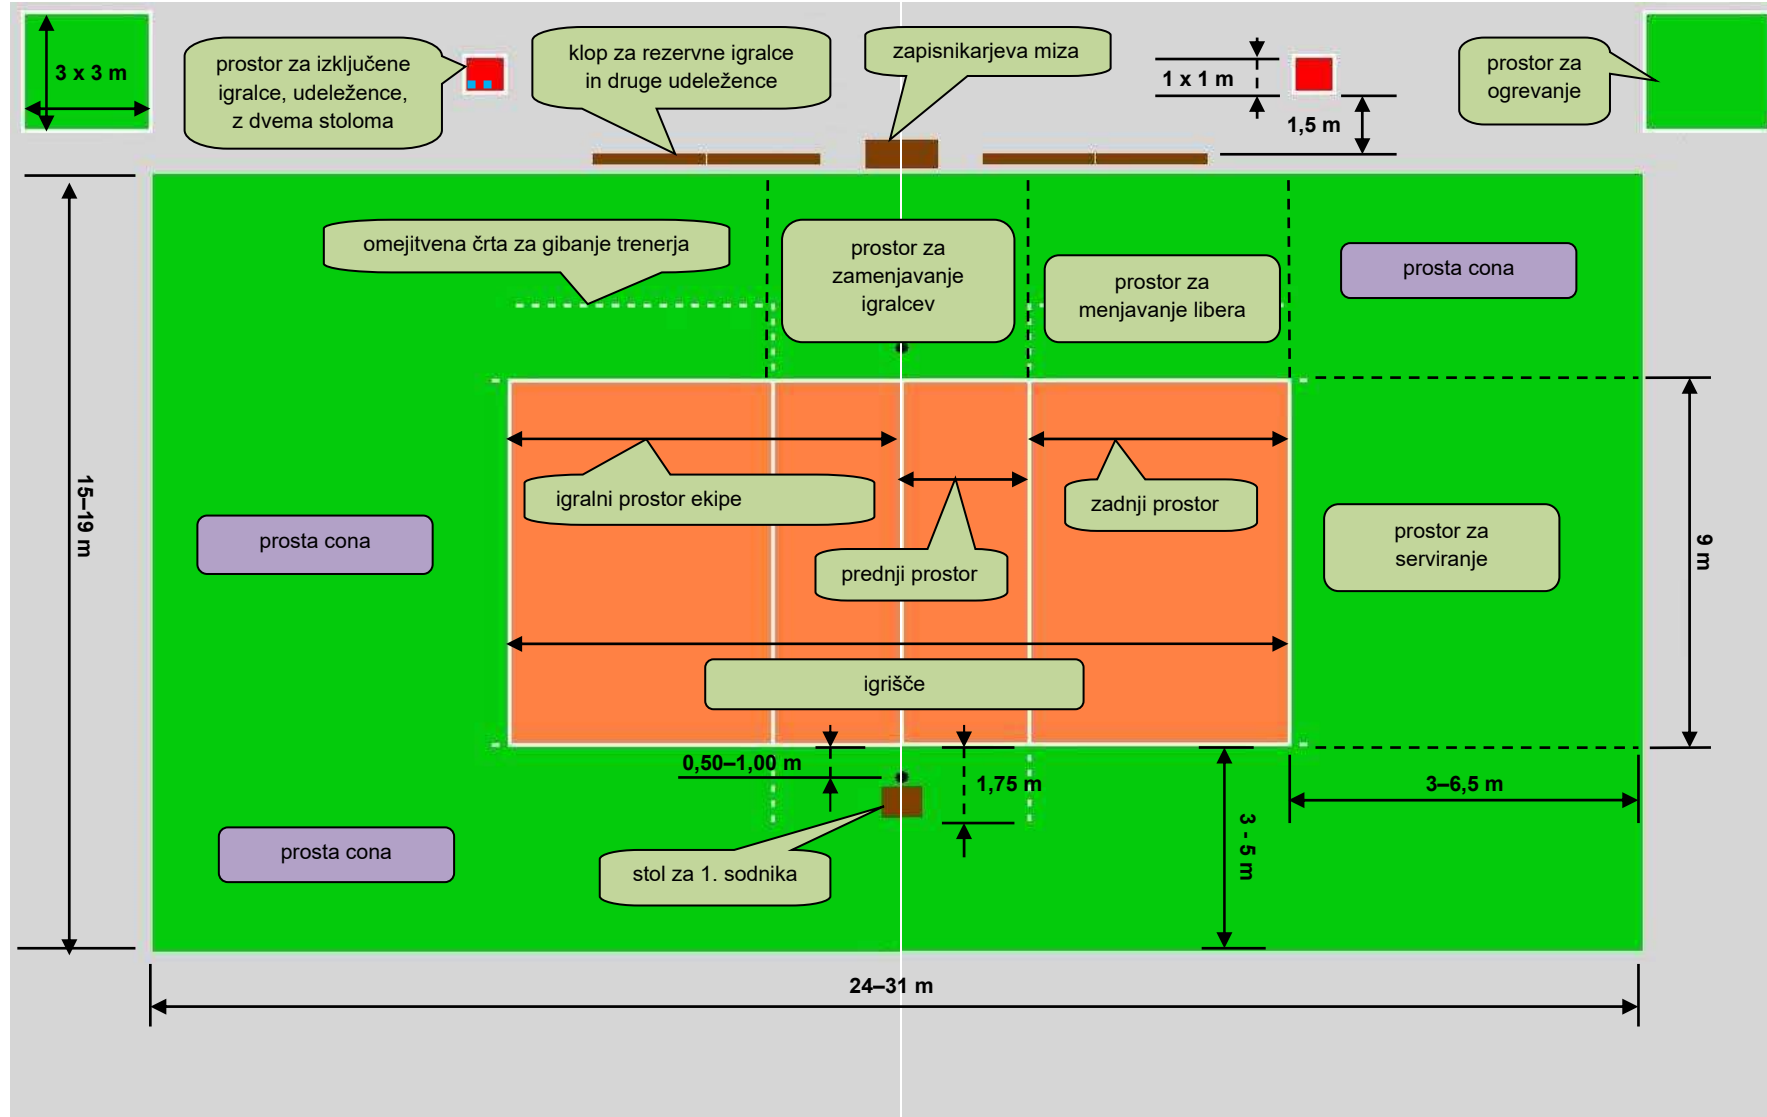 3 x 3 m
prostor za izključene
igralce, udeležence,
z dvema stoloma
klop za rezervne igralce
in druge udeležence
zapisnikarjeva miza
1 x 1 m
1,5 m
prostor za
ogrevanje
omejitvena črta za gibanje trenerja
prostor za
zamenjavanje
igralcev
prostor za
menjavanje libera
prosta cona
15–19 m
prosta cona
igralni prostor ekipe
prednji prostor
zadnji prostor
prostor za
serviranje
9 m
igrišče
0,50–1,00 m
1,75 m
3–6,5 m
3 - 5 m
prosta cona
stol za 1. sodnika
24–31 m